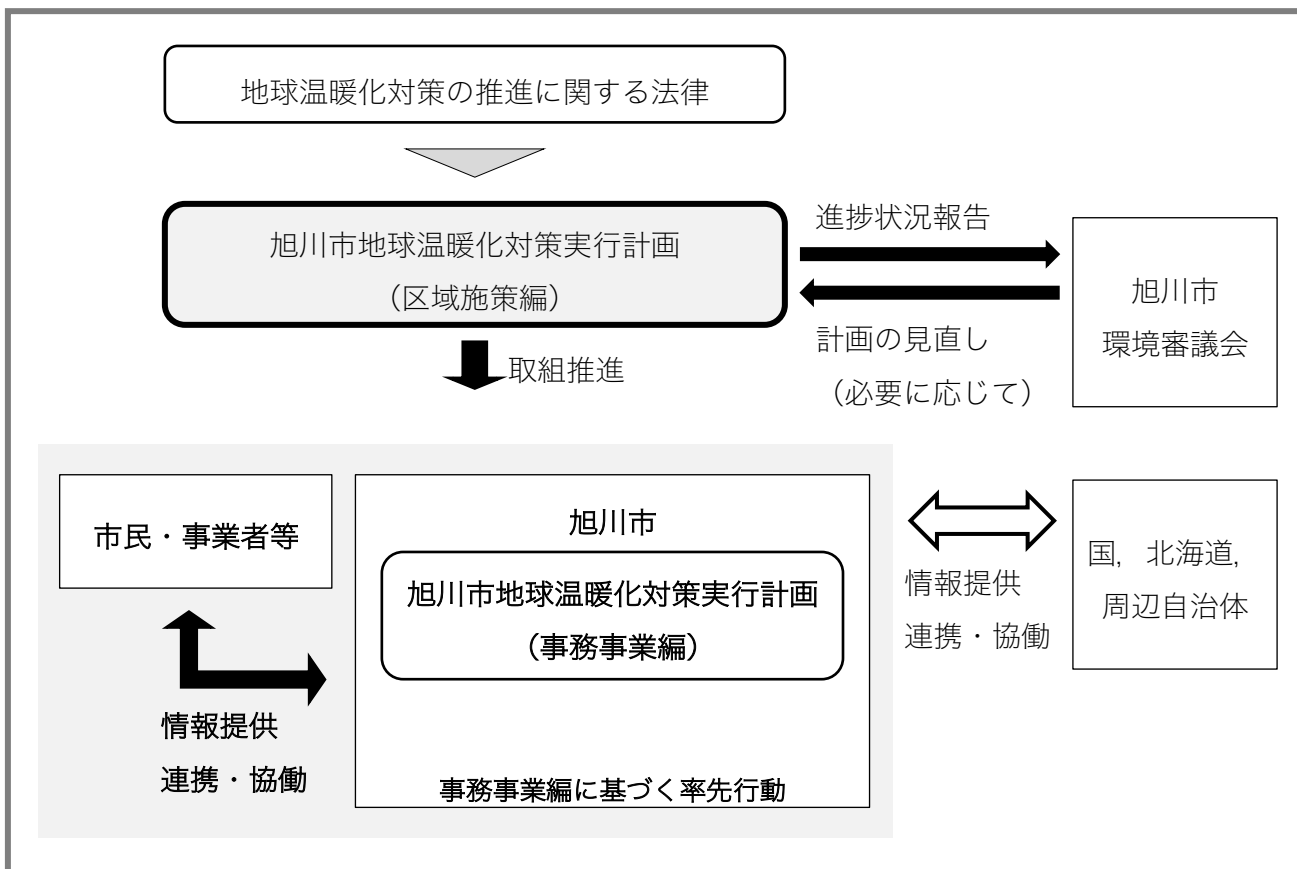 地球温暖化対策の推進に関する法律
旭川市地球温暖化対策実行計画
（区域施策編）
進捗状況報告
計画の見直し
（必要に応じて）
旭川市
環境審議会
取組推進
市民・事業者等
旭川市
旭川市地球温暖化対策実行計画
（事務事業編）
情報提供
連携・協働
事務事業編に基づく率先行動
情報提供
連携・協働
国，北海道，
周辺自治体